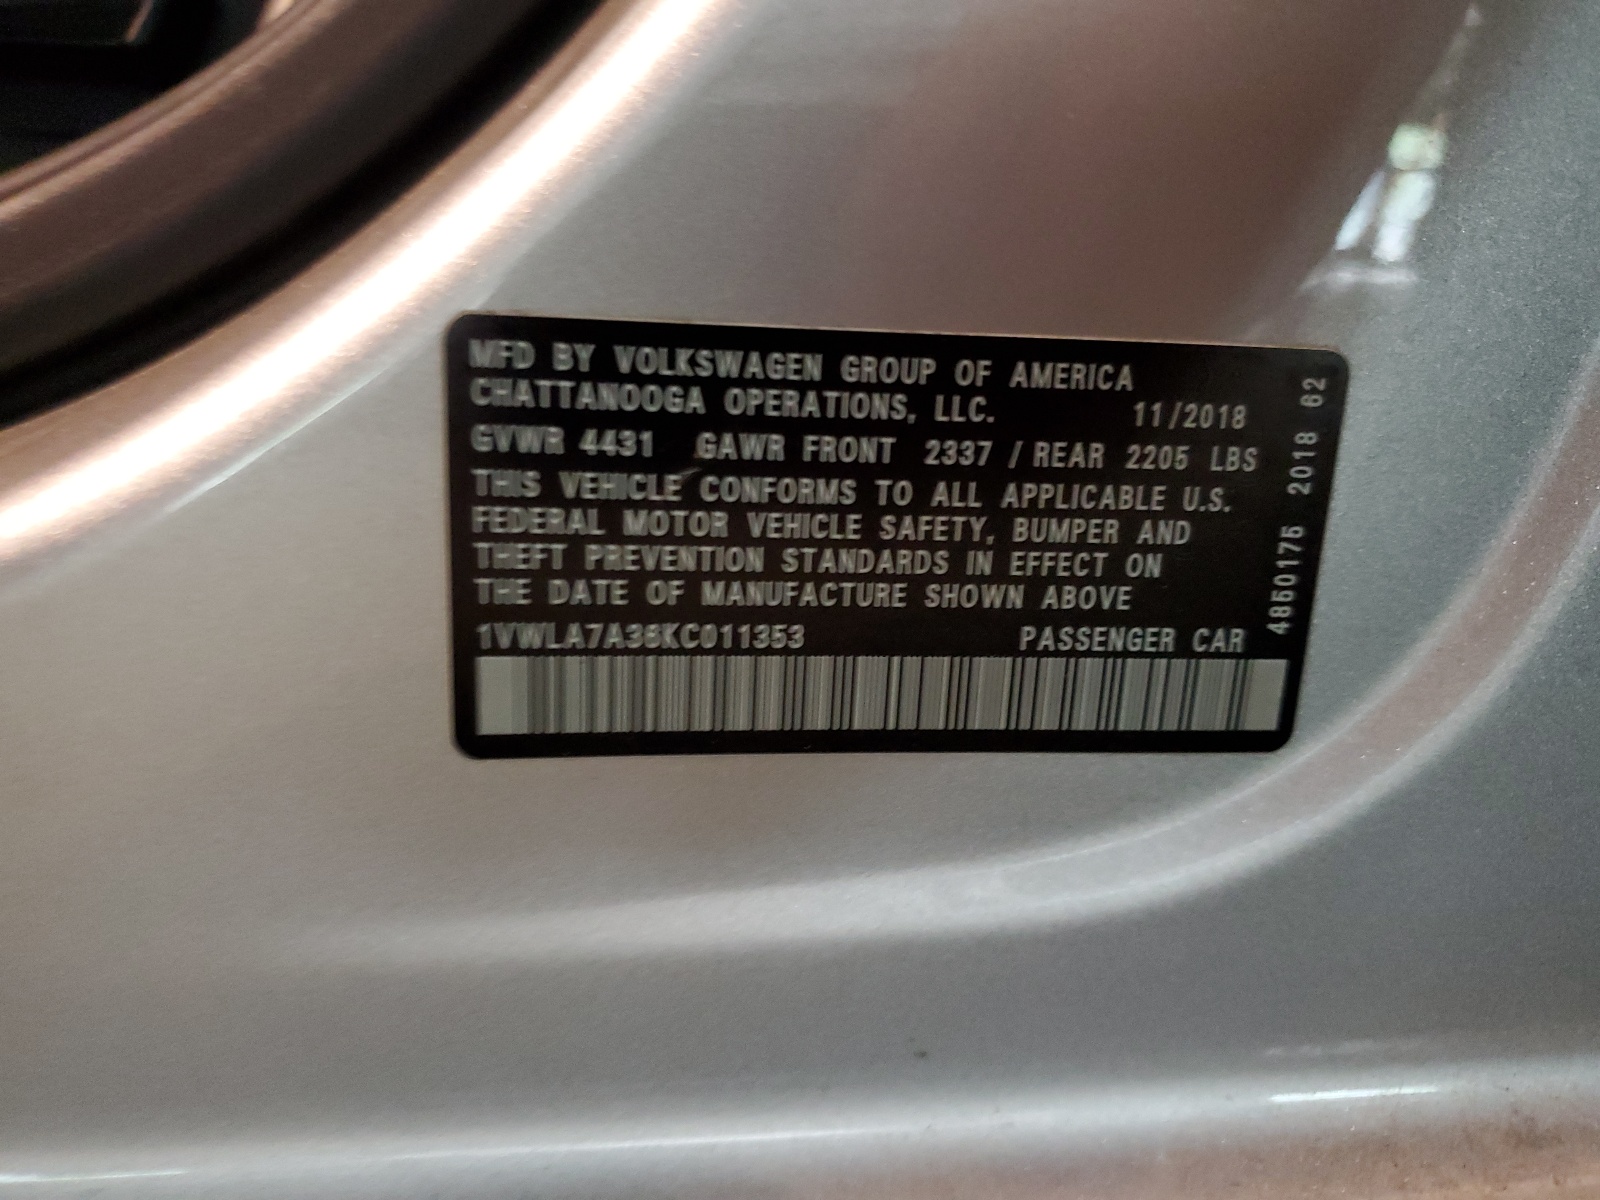 MFD BY VOLKSWAGEN GROUP OF AMERICA
CHATTANOOGA OPERATIONS, LLC. 11/2018
GVWR 4431 GAWR FRONT 2337 / REAR 2205 LBS
THIS VEHICLE CONFORMS TO ALL APPLICABLE U.S.
FEDERAL MOTOR VEHICLE SAFETY, BUMPER AND
THEFT PREVENTION STANDARDS IN EFFECT ON
THE DATE OF MANUFACTURE SHOWN ABOVE
1VWLA7A36KC011353 PASSENGER CAR
4850175 2018 62